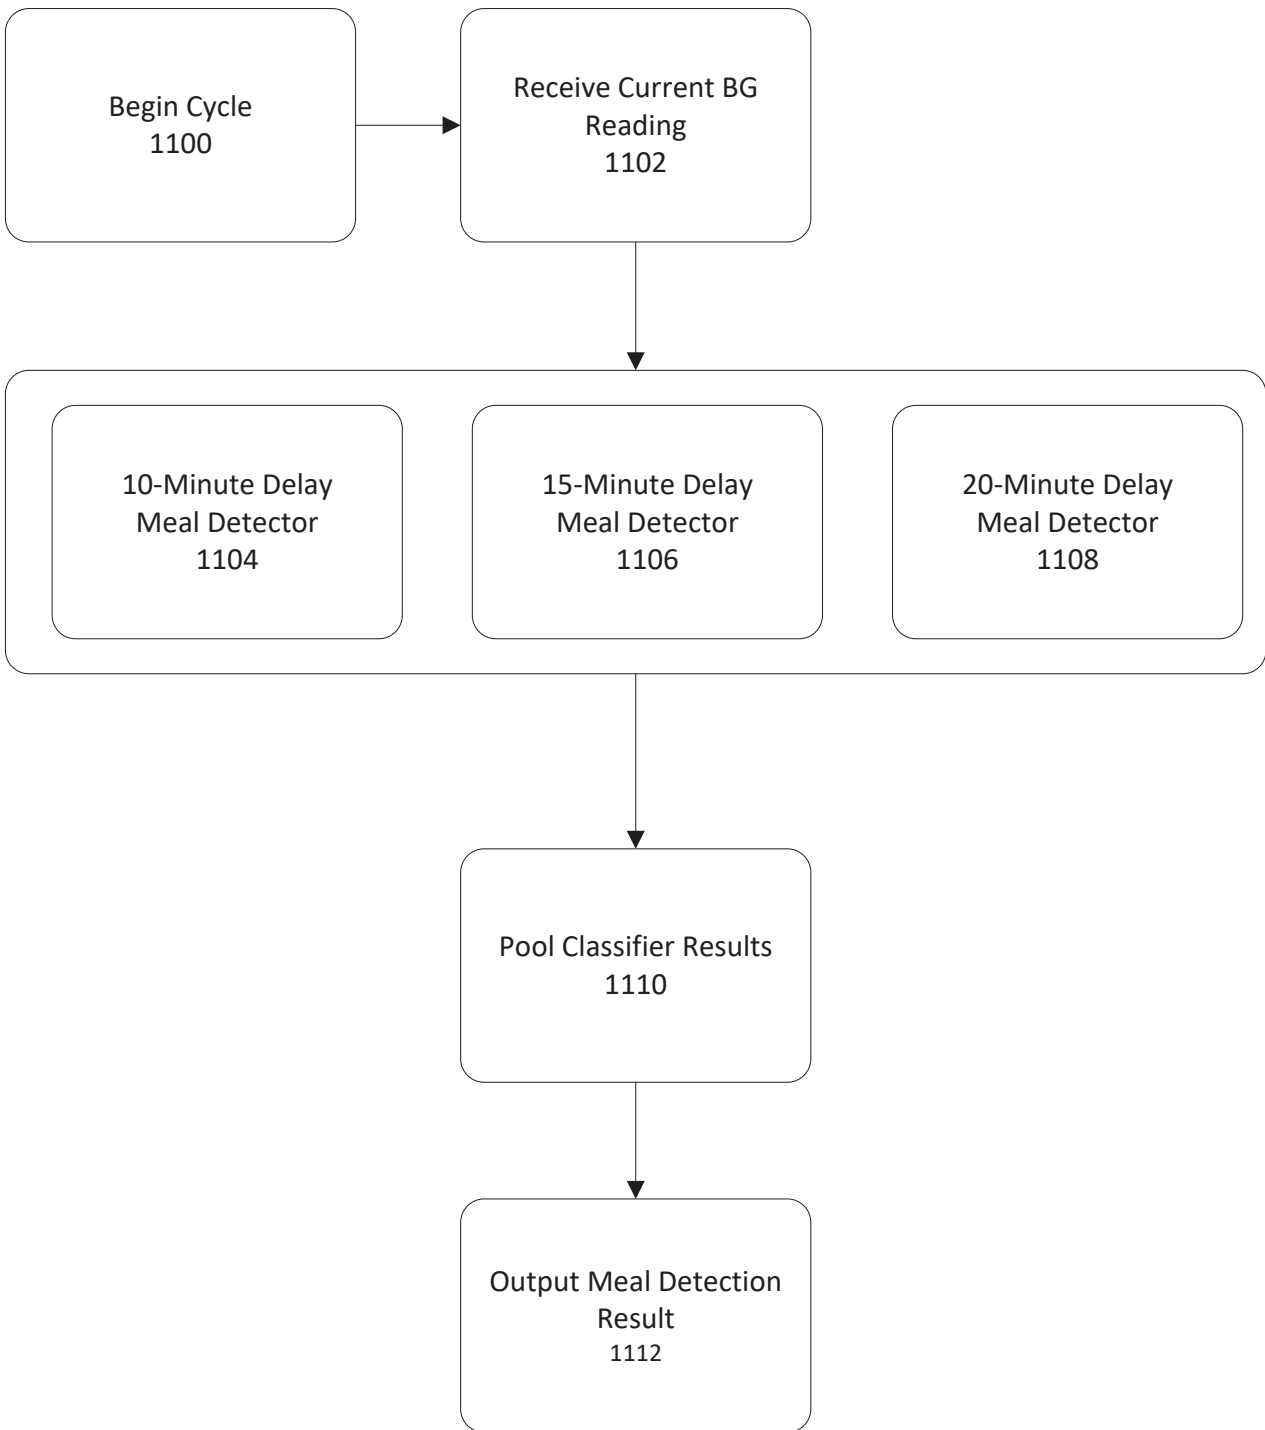 Begin Cycle
1100
Receive Current BG
Reading
1102
10-Minute Delay
Meal Detector
1104
15-Minute Delay
Meal Detector
1106
20-Minute Delay
Meal Detector
1108
Pool Classifier Results
1110
Output Meal Detection
Result
1112